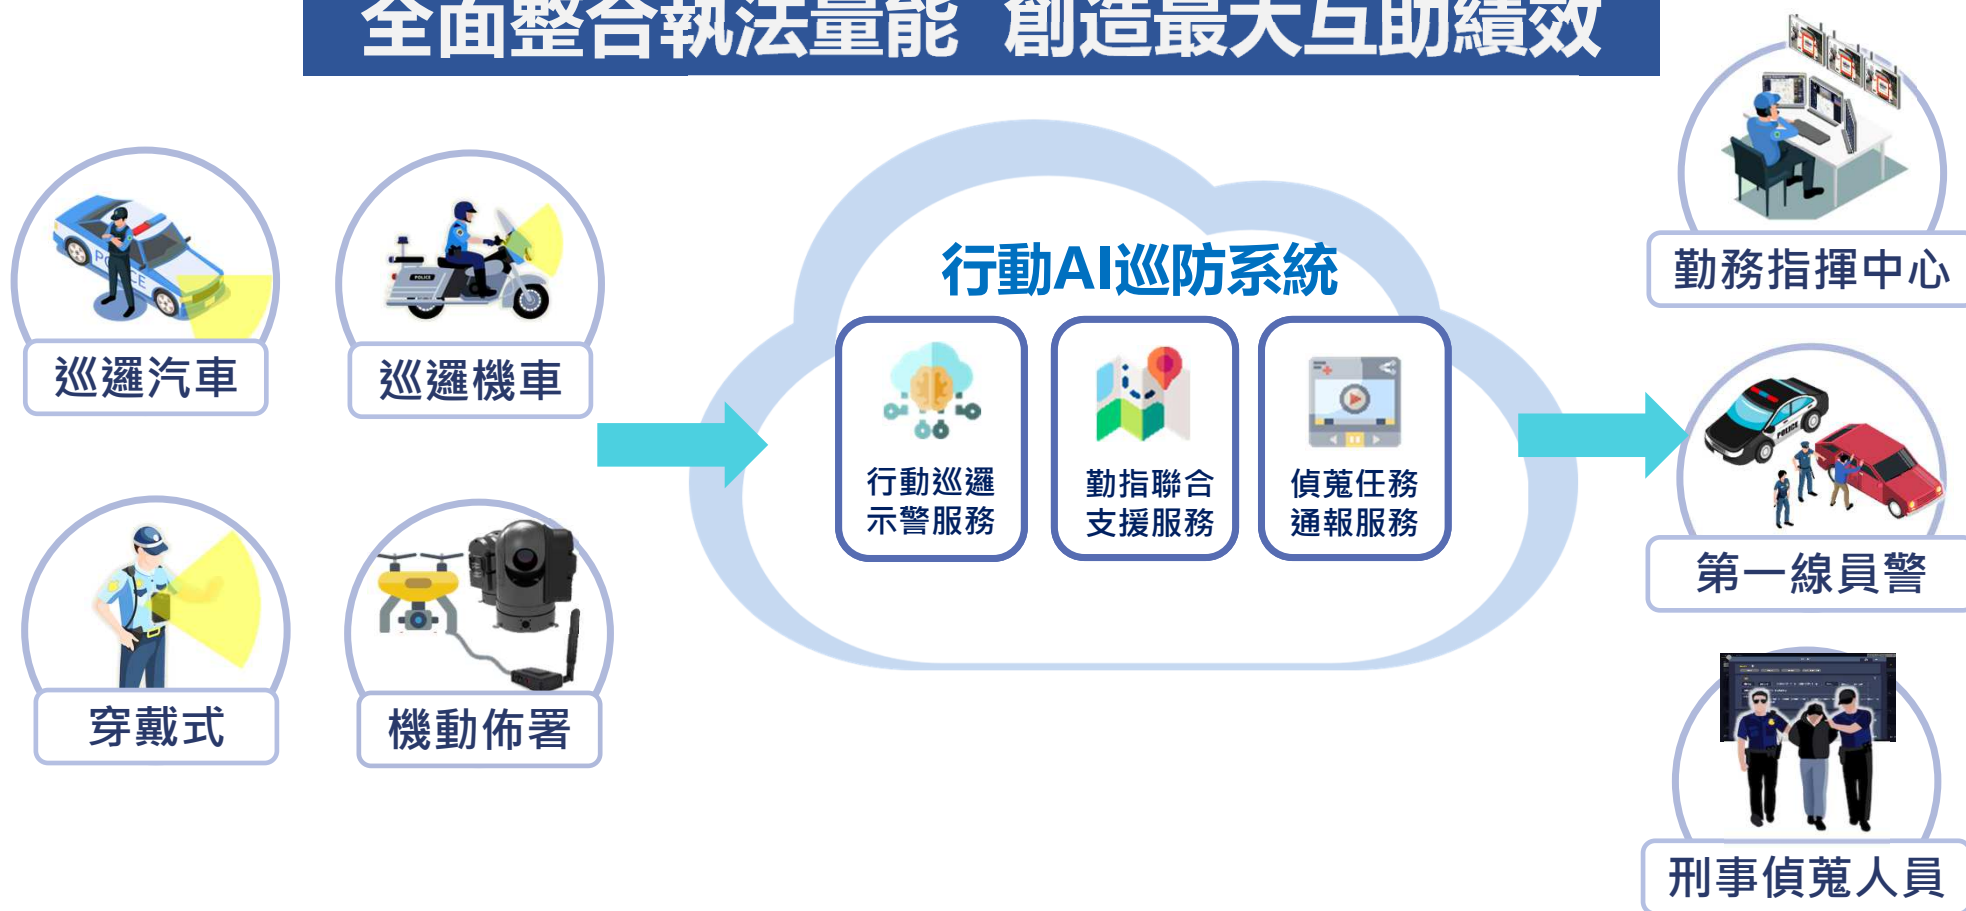 全面整合執法量能 創造最大互助績效
行動AI巡防系統
巡邏汽車
POLICE
巡邏機車
POLICE
穿戴式
機動佈署
行動巡邏
示警服務
勤指聯合
支援服務
偵蒐任務
通報服務
勤務指揮中心
POLICE
第一線員警
刑事偵蒐人員